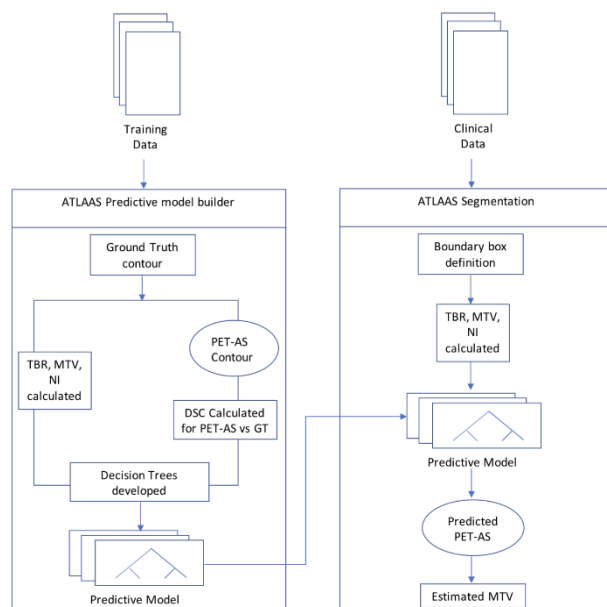 Training
Data
ATLAAS Predictive model builder
Ground Truth
contour
TBR, MTV,
NI
calculated
PET-AS
Contour
DSC Calculated
for PET-AS vs GT
Decision Trees
developed
Predictive Model
Clinical
Data
ATLAAS Segmentation
Boundary box
definition
TBR, MTV,
NI
calculated
Predictive Model
Predicted
PET-AS
Estimated MTV